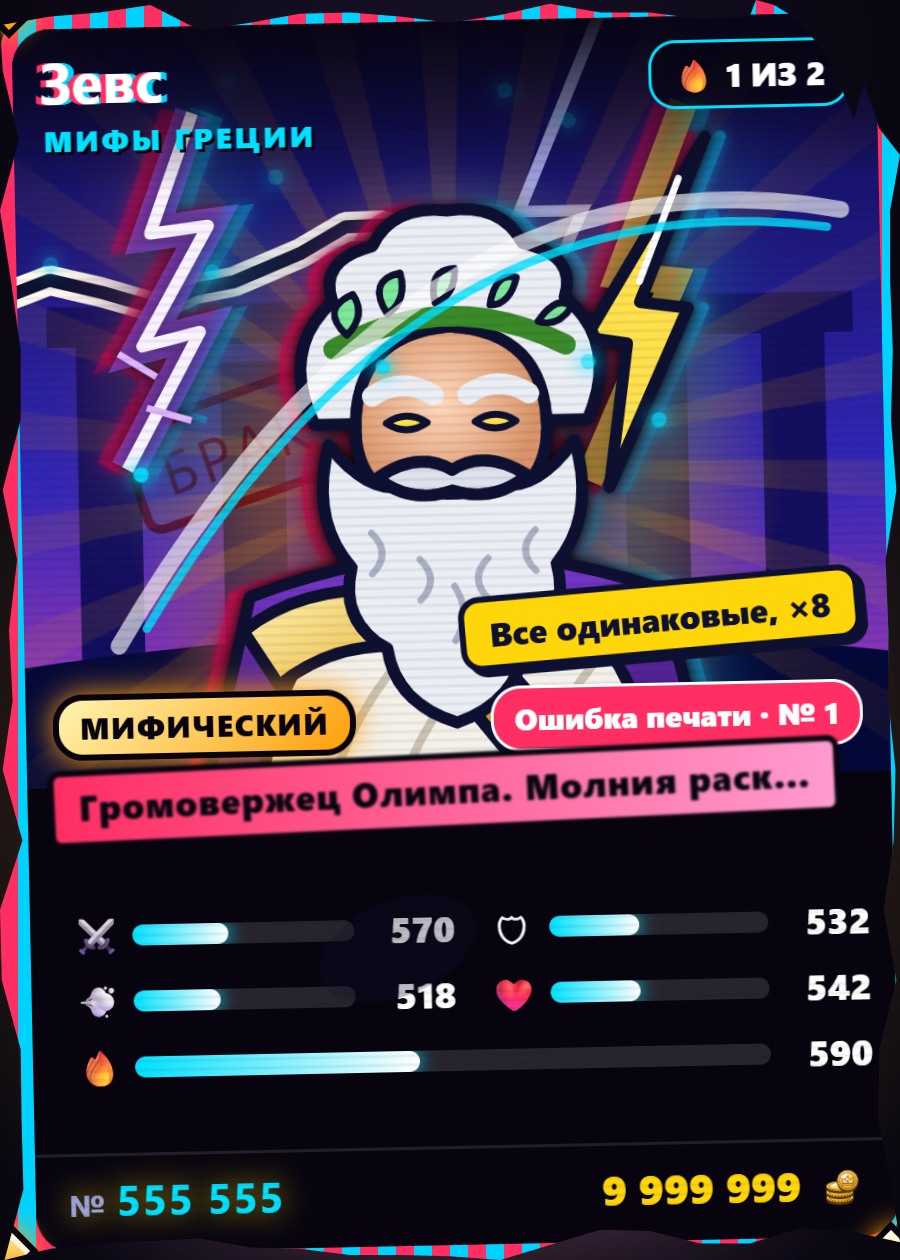 Зевс
1 ИЗ 2
МИФЫ ГРЕЦИИ
БРАК
Все одинаковые, ×8
МИФИЧЕСКИЙ
Ошибка печати · № 1
Громовержец Олимпа. Молния раск...
570
532
518
542
590
№ 555 555
9 999 999